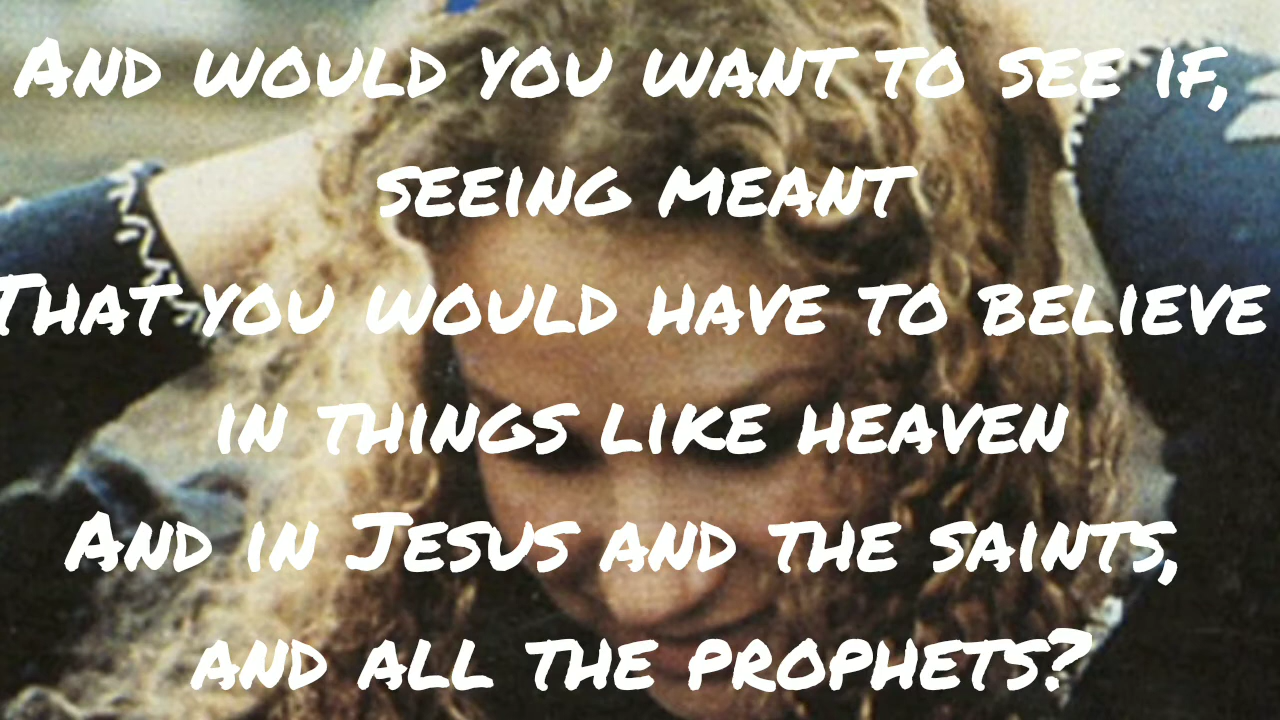 And would you want to see if,
seeing meant
That you would have to believe
in things like heaven
And in Jesus and the saints,
and all the prophets?